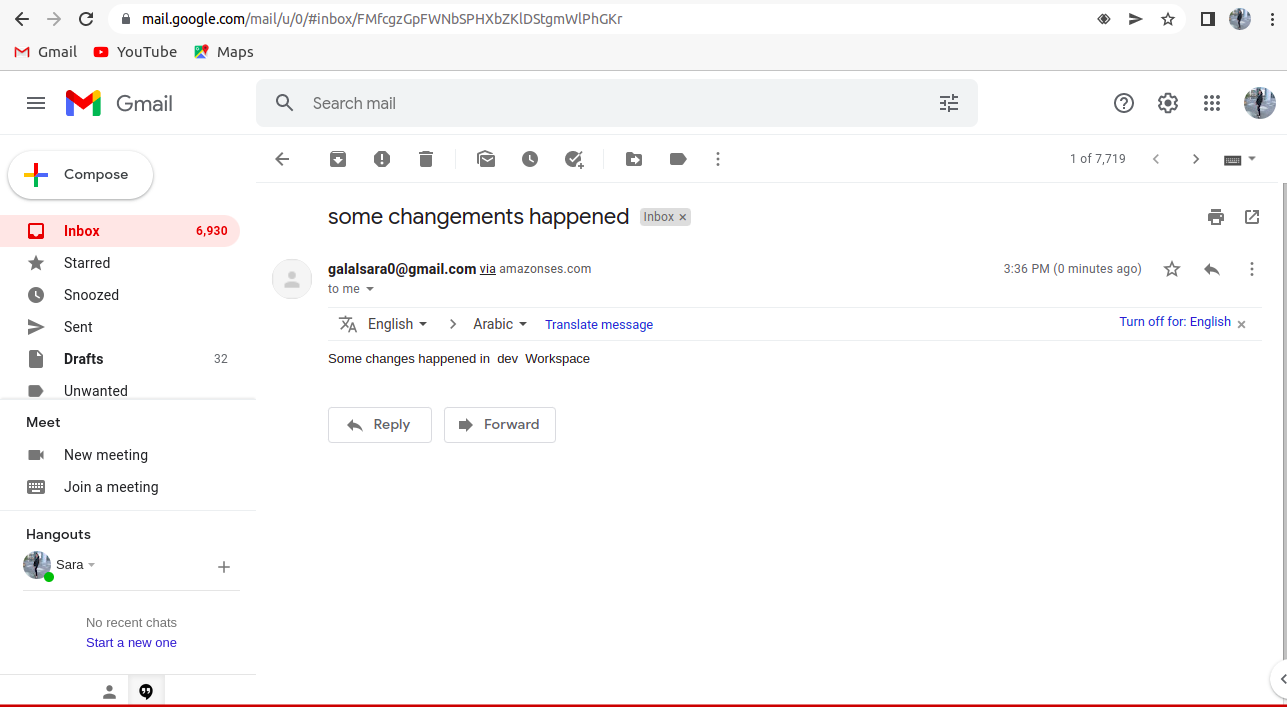 mail.google.com/mail/u/0/#inbox/FMfcgzGpFWNbSPHXbZKlDStgmWlPhGKr
Gmail YouTube Maps
Gmail
Search mail
Compose
1 of 7,719
Inbox 6,930
Starred
Snoozed
Sent
Drafts 32
Unwanted
Meet
New meeting
Join a meeting
Hangouts
Sara
No recent chats
Start a new one
some changements happened Inbox ×
galalsara0@gmail.com via amazonses.com 3:36 PM (0 minutes ago)
to me
English > Arabic Translate message Turn off for: English ×
Some changes happened in dev Workspace
Reply Forward